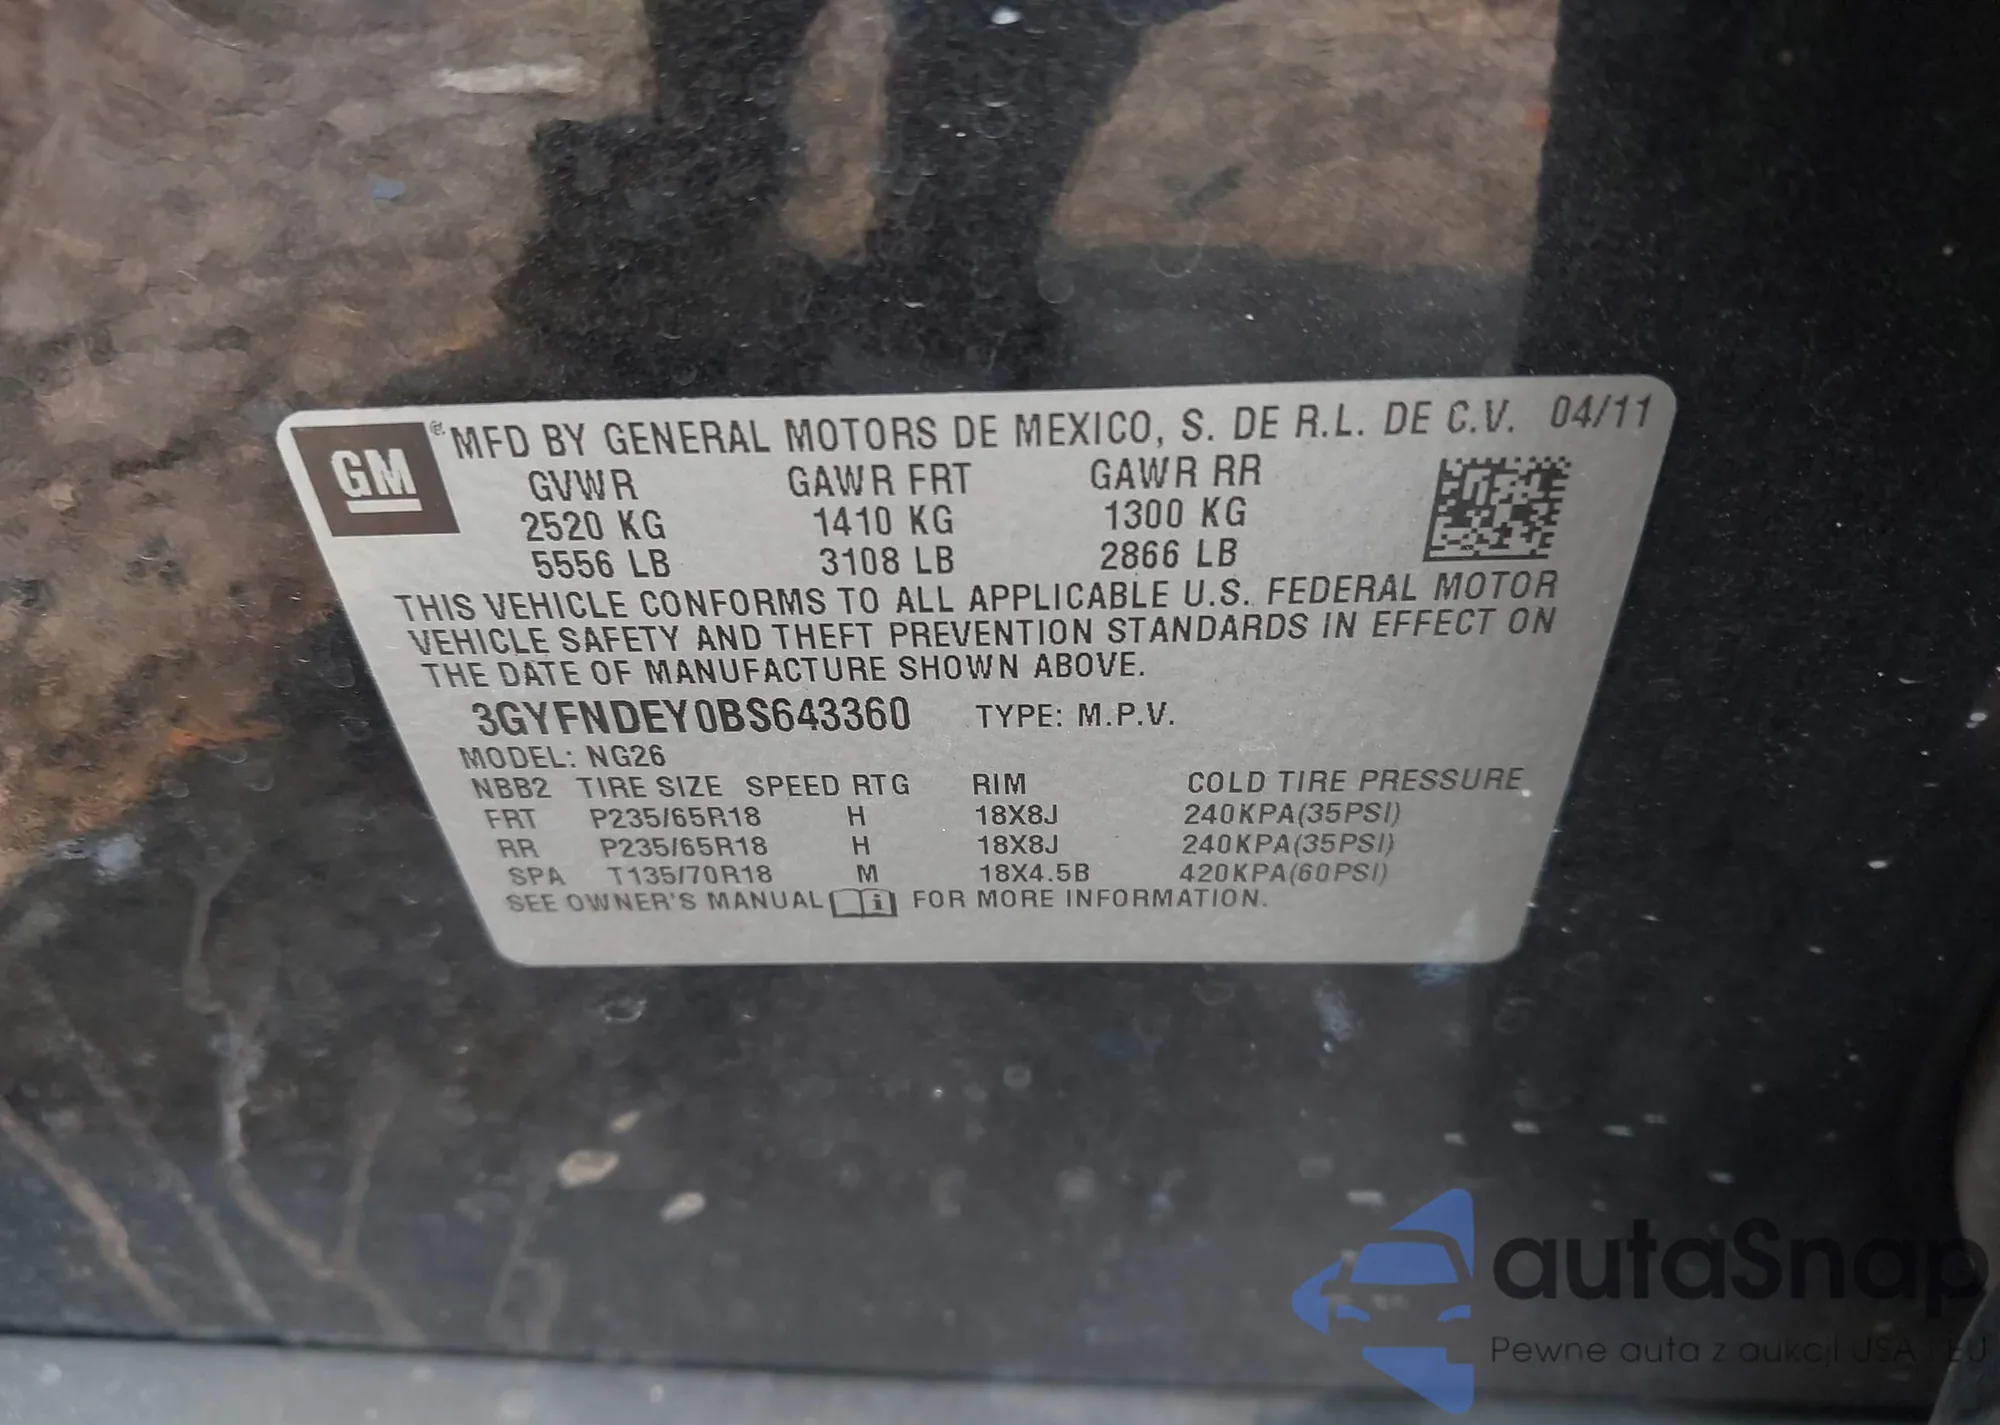 GM ® MFD BY GENERAL MOTORS DE MEXICO, S. DE R.L. DE C.V. 04/11
GVWR GAWR FRT GAWR RR
2520 KG 1410 KG 1300 KG
5556 LB 3108 LB 2866 LB
THIS VEHICLE CONFORMS TO ALL APPLICABLE U.S. FEDERAL MOTOR
VEHICLE SAFETY AND THEFT PREVENTION STANDARDS IN EFFECT ON
THE DATE OF MANUFACTURE SHOWN ABOVE.
3GYFNDEY0BS643360 TYPE: M.P.V.
MODEL: NG26
NBB2 TIRE SIZE SPEED RTG RIM COLD TIRE PRESSURE
FRT P235/65R18 H 18X8J 240KPA(35PSI)
RR P235/65R18 H 18X8J 240KPA(35PSI)
SPA T135/70R18 M 18X4.5B 420KPA(60PSI)
SEE OWNER'S MANUAL i FOR MORE INFORMATION.
autaSnap
Pewne auta z aukcji USA i EU